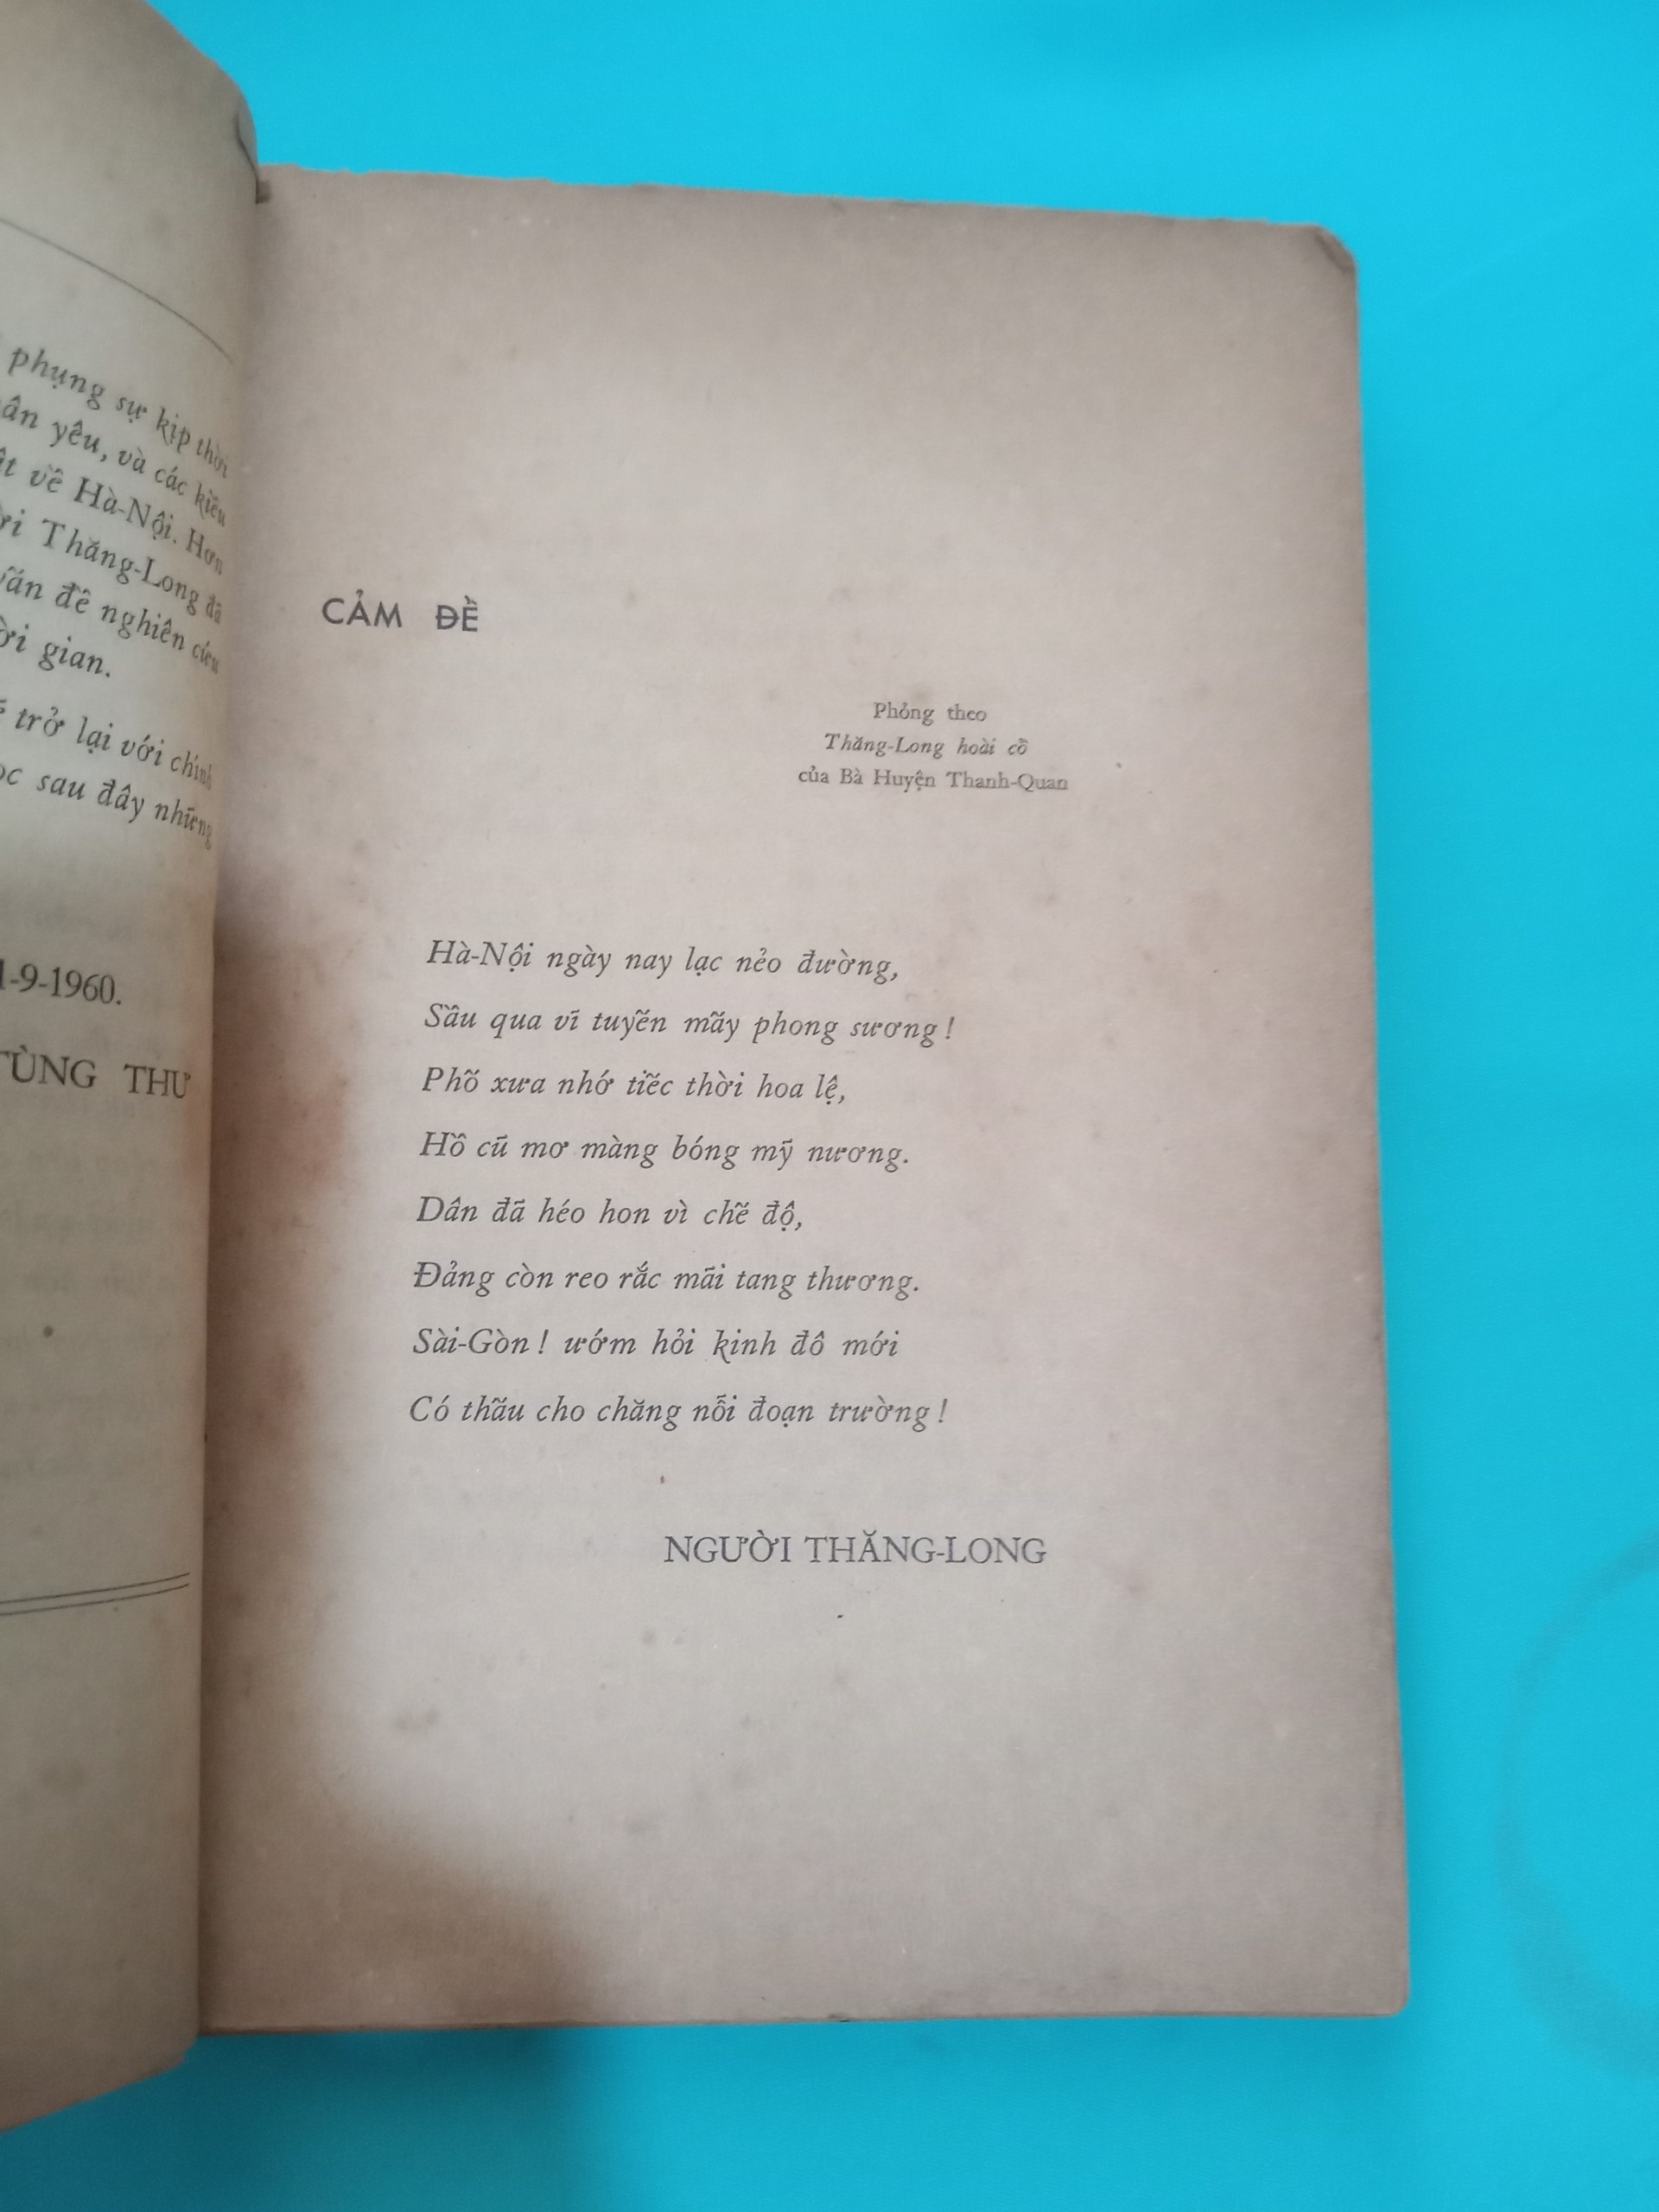 phụng sự kịp thời
yêu, và các kiều
về Hà-Nội. Hơn
Thăng-Long đã
đề nghiên cứu
gian.
trở lại với chính
sau đây những
1-9-1960.
TÙNG THƯ
CẢM ĐỀ
Phỏng theo
Thăng-Long hoài cổ
của Bà Huyện Thanh-Quan
Hà-Nội ngày nay lạc nẻo đường,
Sầu qua vĩ tuyến mấy phong sương !
Phố xưa nhớ tiếc thời hoa lệ,
Hồ cũ mơ màng bóng mỹ nương.
Dân đã héo hon vì chế độ,
Đảng còn reo rắc mãi tang thương.
Sài-Gòn ! ướm hỏi kinh đô mới
Có thấu cho chăng nỗi đoạn trường !
NGƯỜI THĂNG-LONG